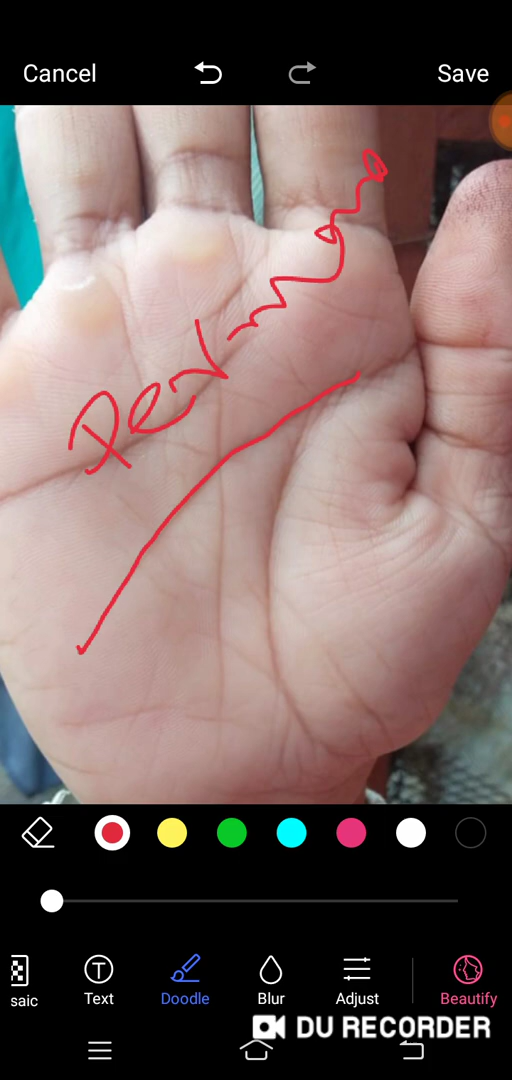 Cancel
Save
saic
Text
Doodle
Blur
Adjust
Beautify
DU RECORDER